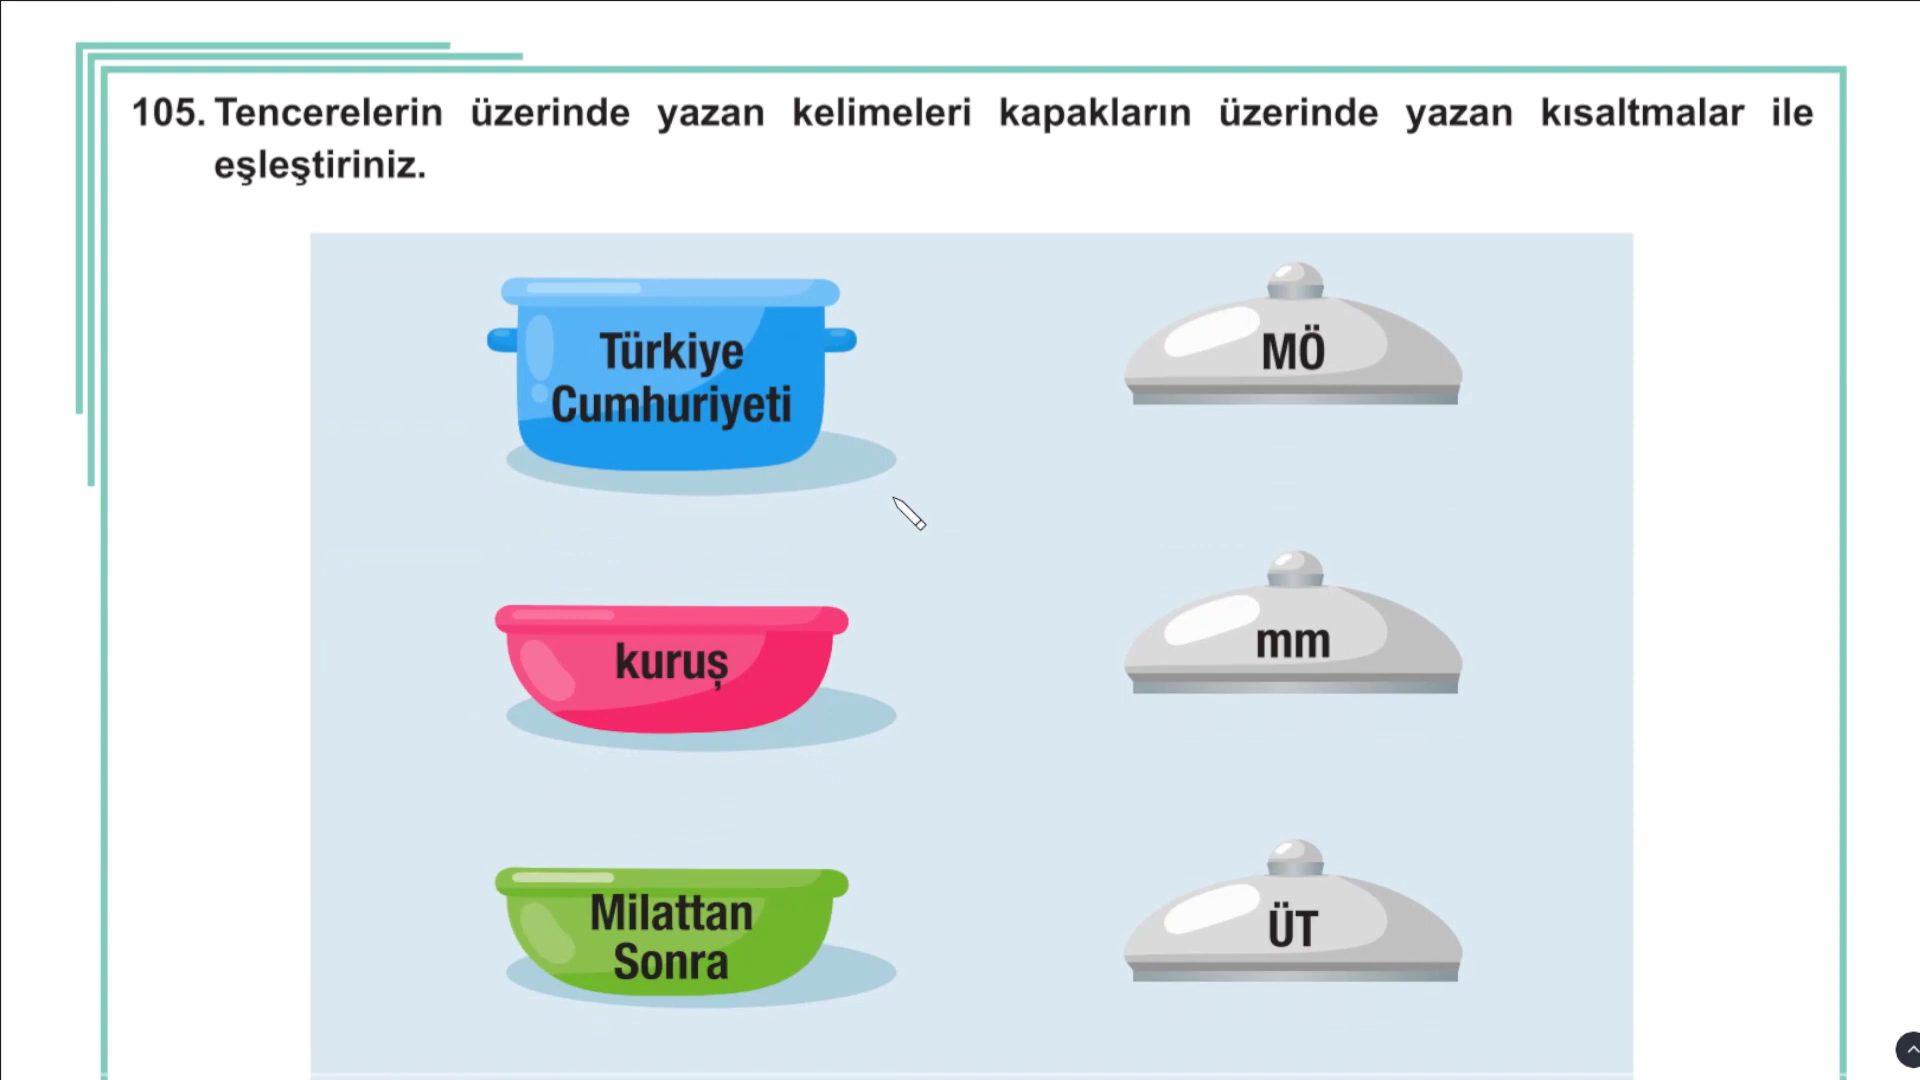 105. Tencerelerin üzerinde yazan kelimeleri kapakların üzerinde yazan kısaltmalar ile
eşleştiriniz.
Türkiye
Cumhuriyeti
MÖ
kuruş
mm
Milattan
Sonra
ÜT